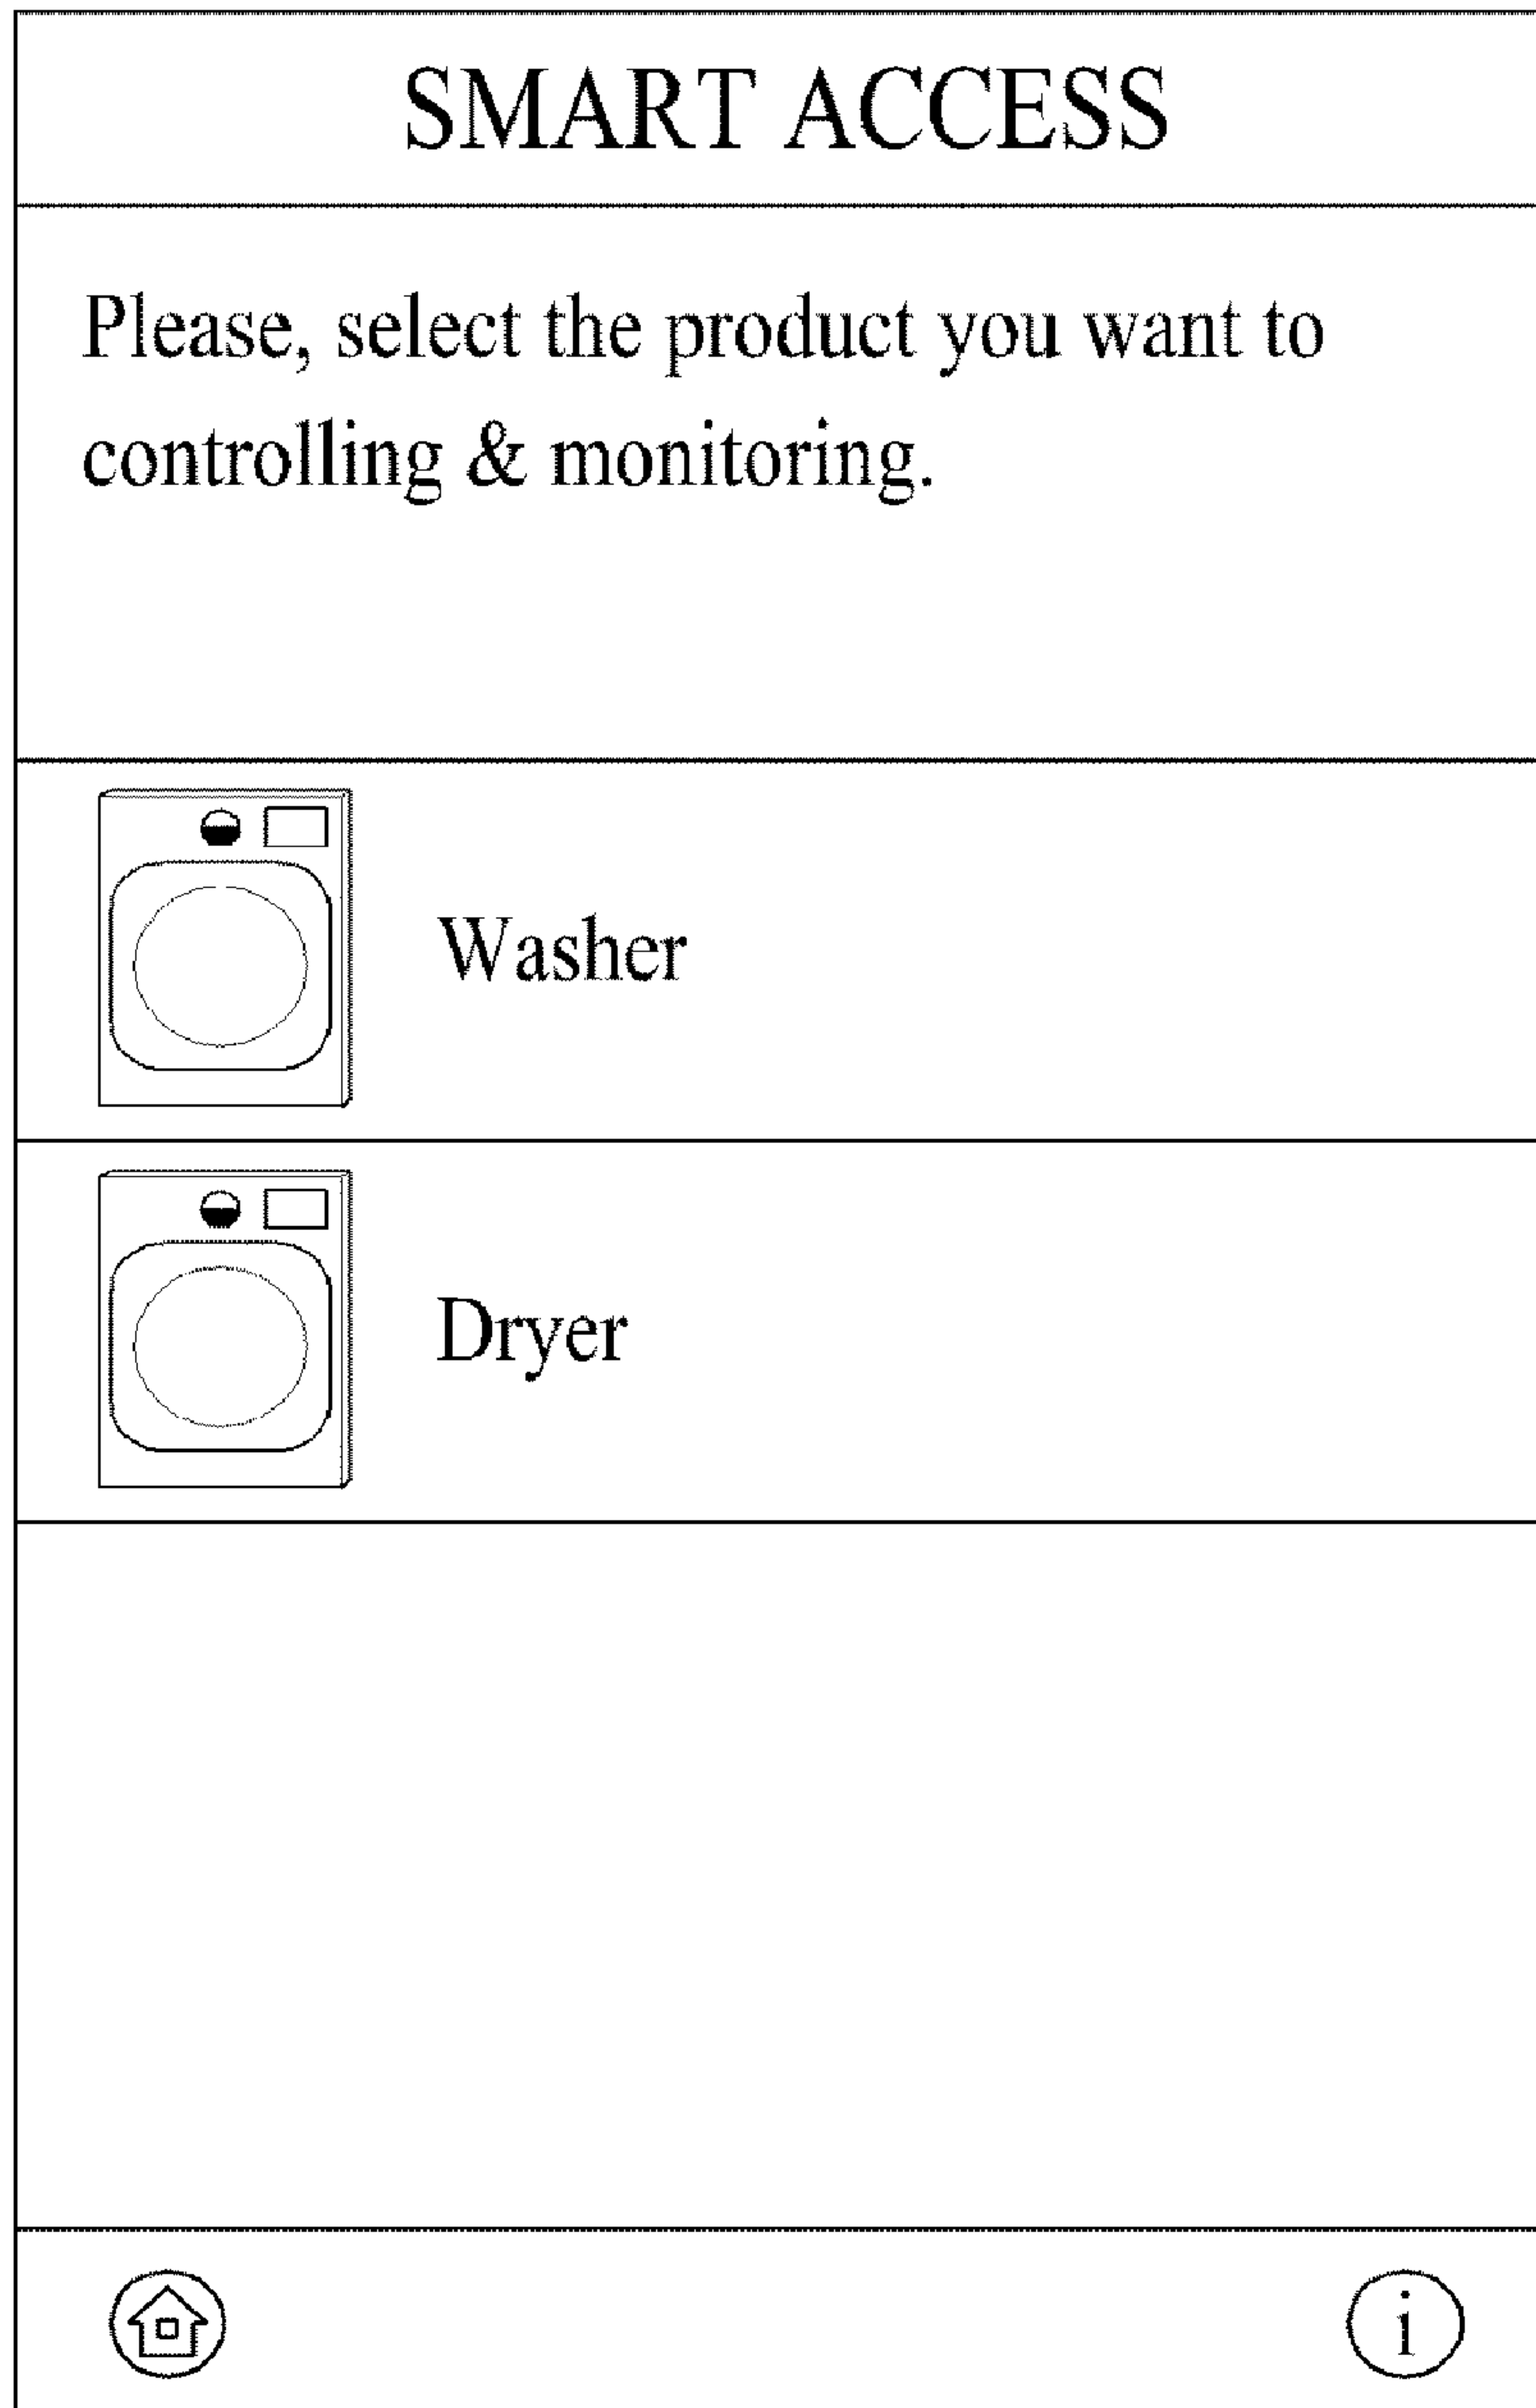 SMART ACCESS
Please, select the product you want to
controlling & monitoring.
Washer
Dryer
i